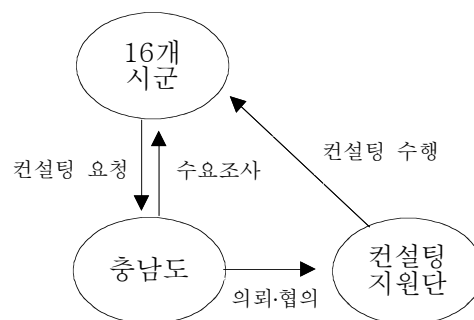 16개
시군
컨설팅 요청
수요조사
컨설팅 수행
충남도
컨설팅
지원단
의뢰·협의